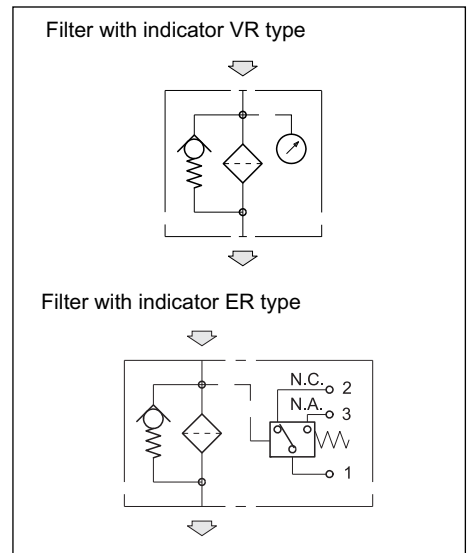 Filter with indicator VR type
Filter with indicator ER type
N.C. 2
N.A. 3
1